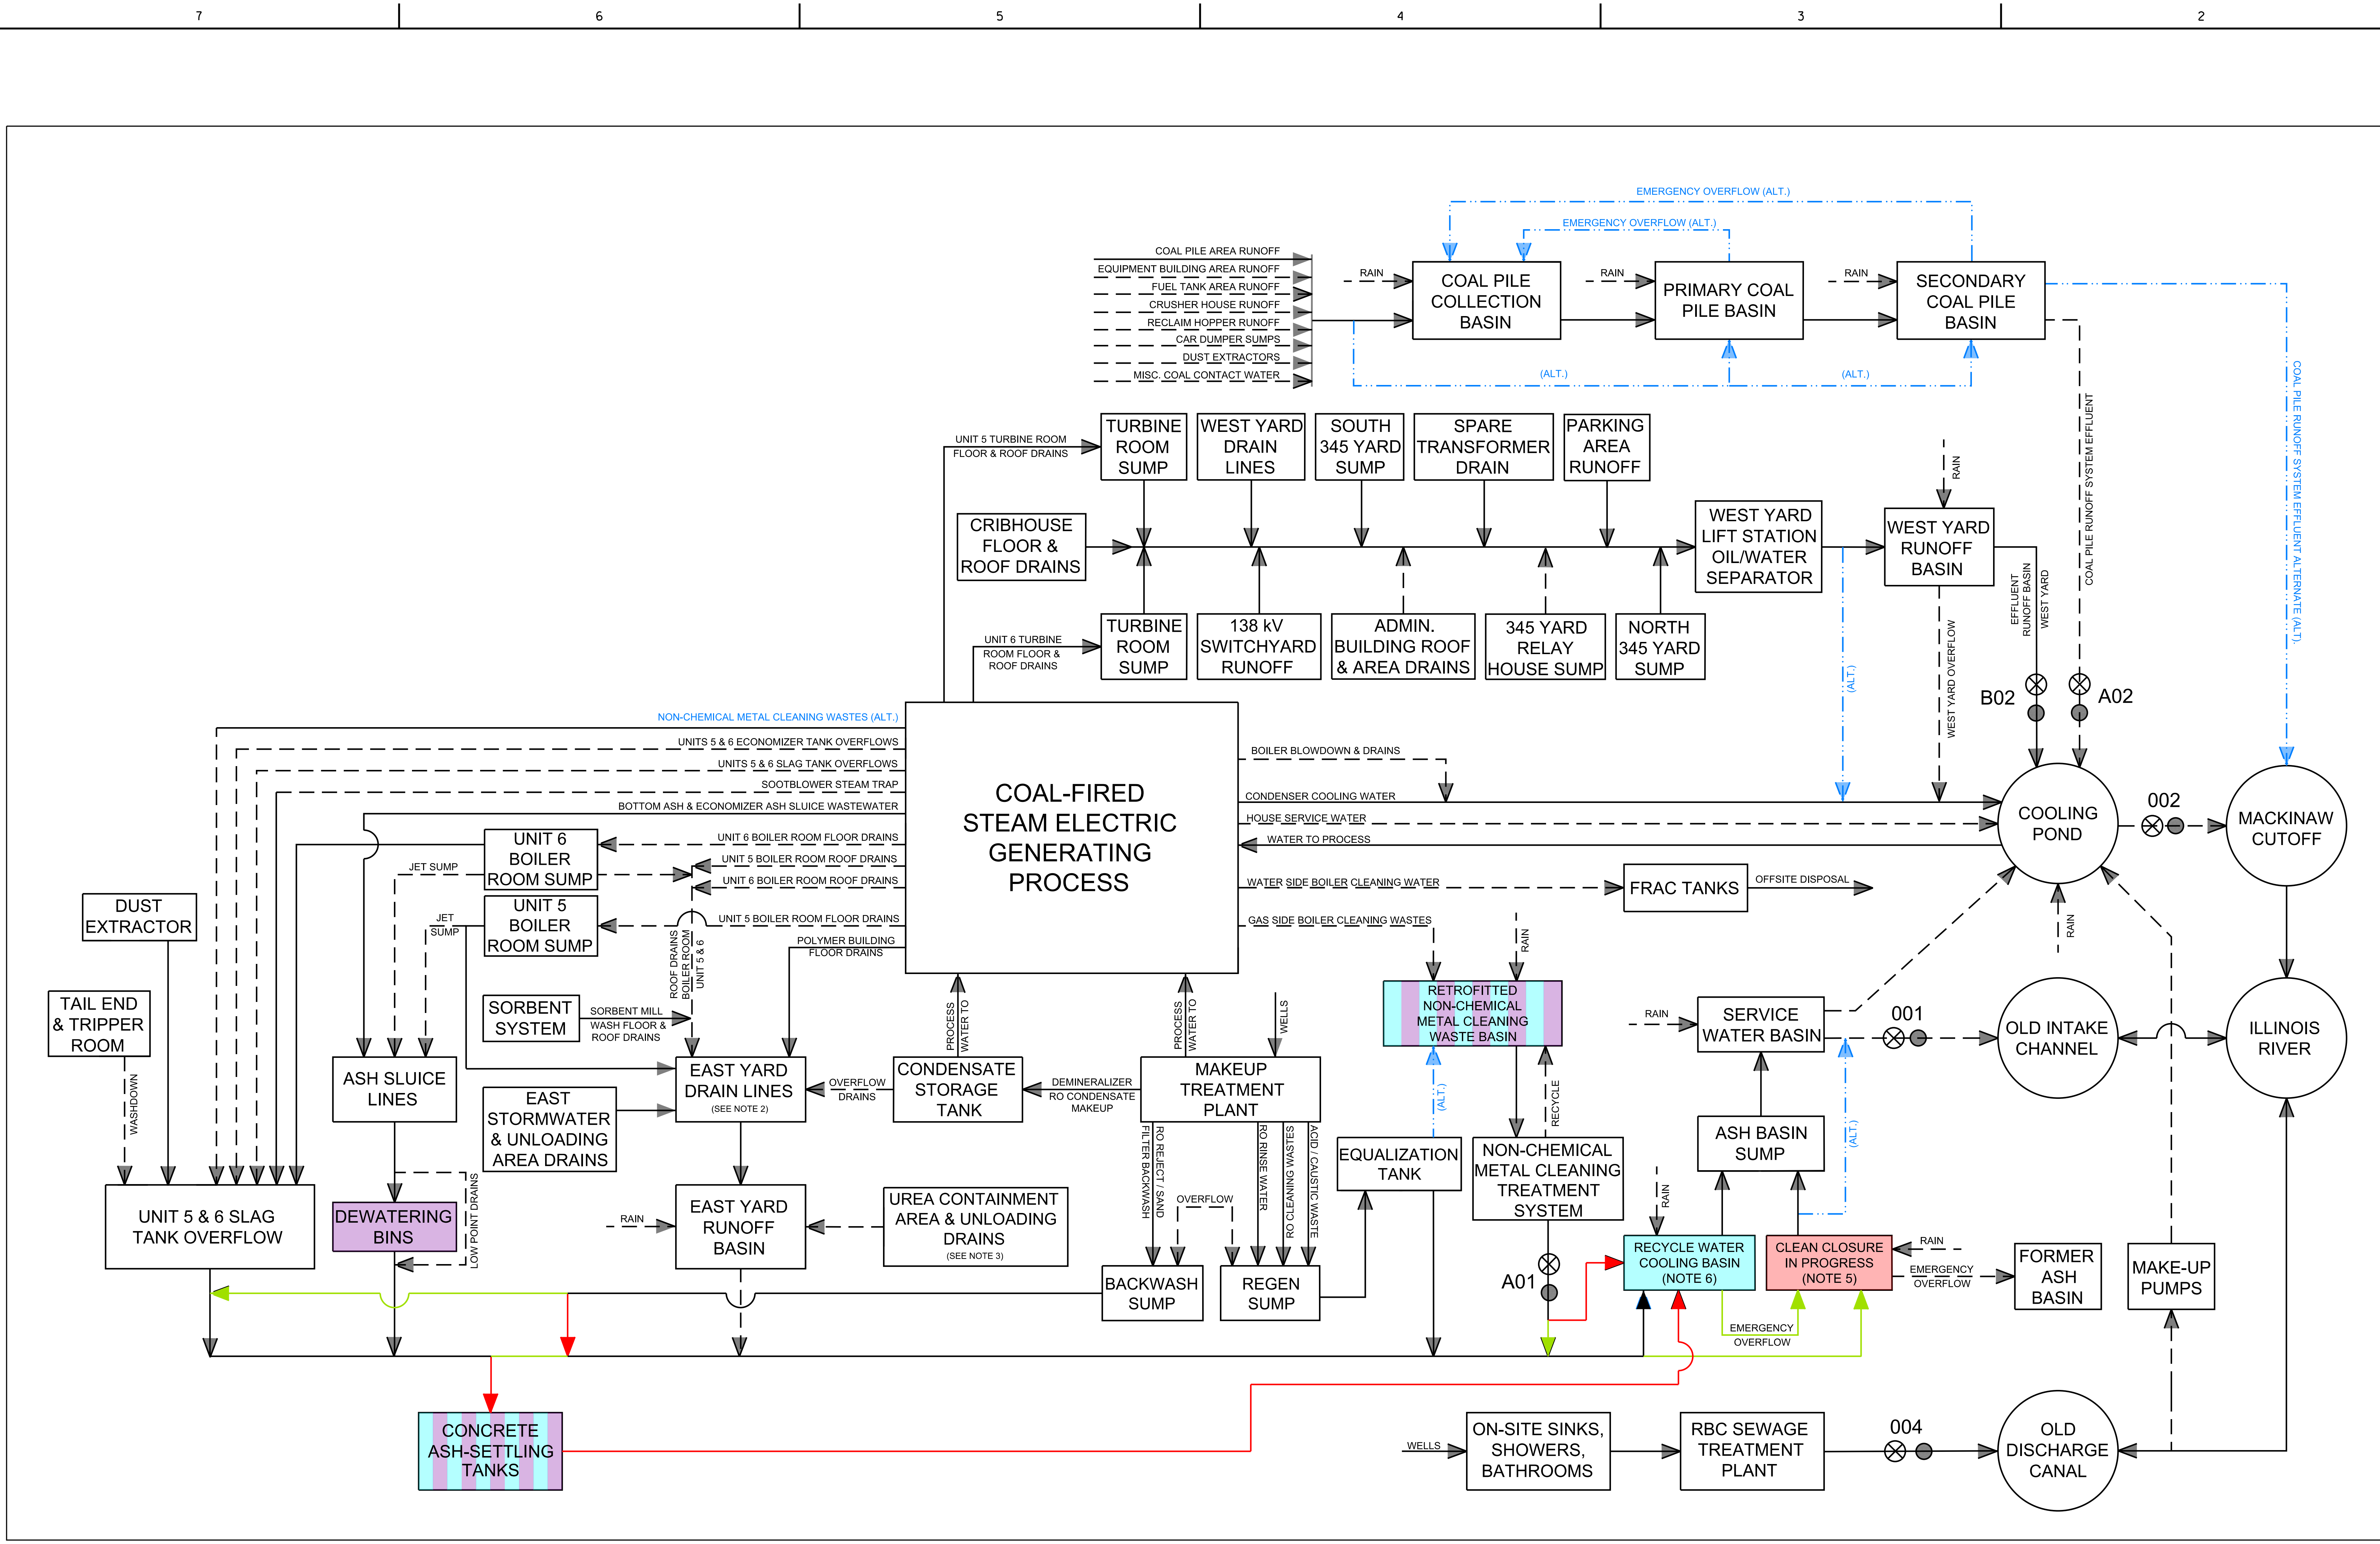 7
6
5
4
3
2
EMERGENCY OVERFLOW (ALT.)
EMERGENCY OVERFLOW (ALT.)
COAL PILE AREA RUNOFF
EQUIPMENT BUILDING AREA RUNOFF
FUEL TANK AREA RUNOFF
CRUSHER HOUSE RUNOFF
RECLAIM HOPPER RUNOFF
CAR DUMPER SUMPS
DUST EXTRACTORS
MISC. COAL CONTACT WATER
RAIN
COAL PILE
COLLECTION
BASIN
RAIN
PRIMARY COAL
PILE BASIN
RAIN
SECONDARY
COAL PILE
BASIN
(ALT.)
(ALT.)
COAL PILE RUNOFF SYSTEM EFFLUENT
COAL PILE RUNOFF SYSTEM EFFLUENT ALTERNATE (ALT).
UNIT 5 TURBINE ROOM
FLOOR & ROOF DRAINS
TURBINE
ROOM
SUMP
WEST YARD
DRAIN
LINES
SOUTH
345 YARD
SUMP
SPARE
TRANSFORMER
DRAIN
PARKING
AREA
RUNOFF
CRIBHOUSE
FLOOR &
ROOF DRAINS
WEST YARD
LIFT STATION
OIL/WATER
SEPARATOR
RAIN
WEST YARD
RUNOFF
BASIN
UNIT 6 TURBINE
ROOM FLOOR &
ROOF DRAINS
TURBINE
ROOM
SUMP
138 kV
SWITCHYARD
RUNOFF
ADMIN.
BUILDING ROOF
& AREA DRAINS
345 YARD
RELAY
HOUSE SUMP
NORTH
345 YARD
SUMP
(ALT.)
WEST YARD OVERFLOW
EFFLUENT
RUNOFF BASIN
WEST YARD
B02
A02
NON-CHEMICAL METAL CLEANING WASTES (ALT.)
UNITS 5 & 6 ECONOMIZER TANK OVERFLOWS
UNITS 5 & 6 SLAG TANK OVERFLOWS
SOOTBLOWER STEAM TRAP
BOTTOM ASH & ECONOMIZER ASH SLUICE WASTEWATER
UNIT 6 BOILER ROOM FLOOR DRAINS
UNIT 5 BOILER ROOM ROOF DRAINS
UNIT 6 BOILER ROOM ROOF DRAINS
UNIT 5 BOILER ROOM FLOOR DRAINS
POLYMER BUILDING
FLOOR DRAINS
COAL-FIRED
STEAM ELECTRIC
GENERATING
PROCESS
BOILER BLOWDOWN & DRAINS
CONDENSER COOLING WATER
HOUSE SERVICE WATER
WATER TO PROCESS
WATER SIDE BOILER CLEANING WATER
GAS SIDE BOILER CLEANING WASTES
FRAC TANKS
OFFSITE DISPOSAL
COOLING
POND
002
MACKINAW
CUTOFF
RAIN
UNIT 6
BOILER
ROOM SUMP
JET SUMP
UNIT 5
BOILER
ROOM SUMP
JET
SUMP
ROOF DRAINS
BOILER ROOM
UNIT 5 & 6
DUST
EXTRACTOR
TAIL END
& TRIPPER
ROOM
WASHDOWN
SORBENT
SYSTEM
SORBENT MILL
WASH FLOOR &
ROOF DRAINS
PROCESS
WATER TO
PROCESS
WATER TO
WELLS
RAIN
RETROFITTED
NON-CHEMICAL
METAL CLEANING
WASTE BASIN
RAIN
SERVICE
WATER BASIN
001
OLD INTAKE
CHANNEL
ILLINOIS
RIVER
ASH SLUICE
LINES
EAST YARD
DRAIN LINES
(SEE NOTE 2)
OVERFLOW
DRAINS
CONDENSATE
STORAGE
TANK
DEMINERALIZER
RO CONDENSATE
MAKEUP
MAKEUP
TREATMENT
PLANT
EAST
STORMWATER
& UNLOADING
AREA DRAINS
(ALT.)
RECYCLE
FILTER BACKWASH
RO REJECT / SAND
RO RINSE WATER
RO CLEANING WASTES
ACID / CAUSTIC WASTE
EQUALIZATION
TANK
NON-CHEMICAL
METAL CLEANING
TREATMENT
SYSTEM
ASH BASIN
SUMP
(ALT.)
UNIT 5 & 6 SLAG
TANK OVERFLOW
DEWATERING
BINS
LOW POINT DRAINS
RAIN
EAST YARD
RUNOFF
BASIN
UREA CONTAINMENT
AREA & UNLOADING
DRAINS
(SEE NOTE 3)
OVERFLOW
BACKWASH
SUMP
REGEN
SUMP
A01
RAIN
RECYCLE WATER
COOLING BASIN
(NOTE 6)
CLEAN CLOSURE
IN PROGRESS
(NOTE 5)
RAIN
EMERGENCY
OVERFLOW
FORMER
ASH
BASIN
MAKE-UP
PUMPS
EMERGENCY
OVERFLOW
CONCRETE
ASH-SETTLING
TANKS
WELLS
ON-SITE SINKS,
SHOWERS,
BATHROOMS
RBC SEWAGE
TREATMENT
PLANT
004
OLD
DISCHARGE
CANAL